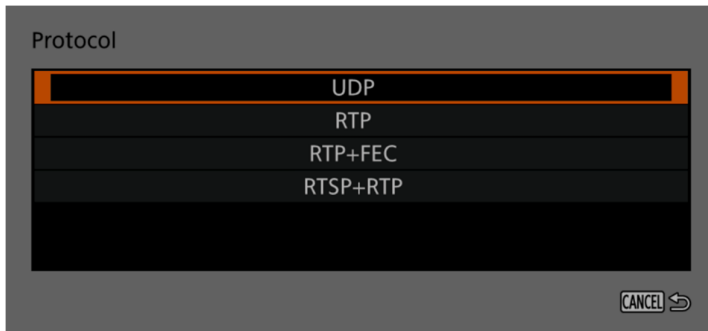 Protocol
UDP
RTP
RTP+FEC
RTSP+RTP
CANCEL